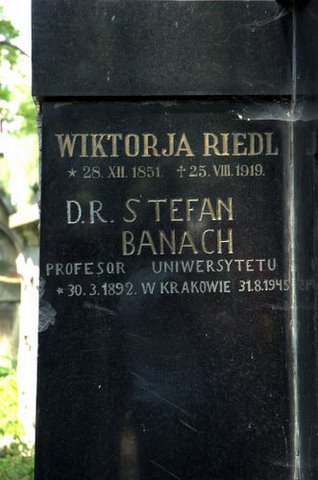 WIKTORJA RIEDL
* 28. XII. 1851. ✝ 25. VIII. 1919.
D.R. STEFAN
BANACH
PROFESOR UNIWERSYTETU
* 30. 3. 1892. W KRAKOWIE 31.8.1945